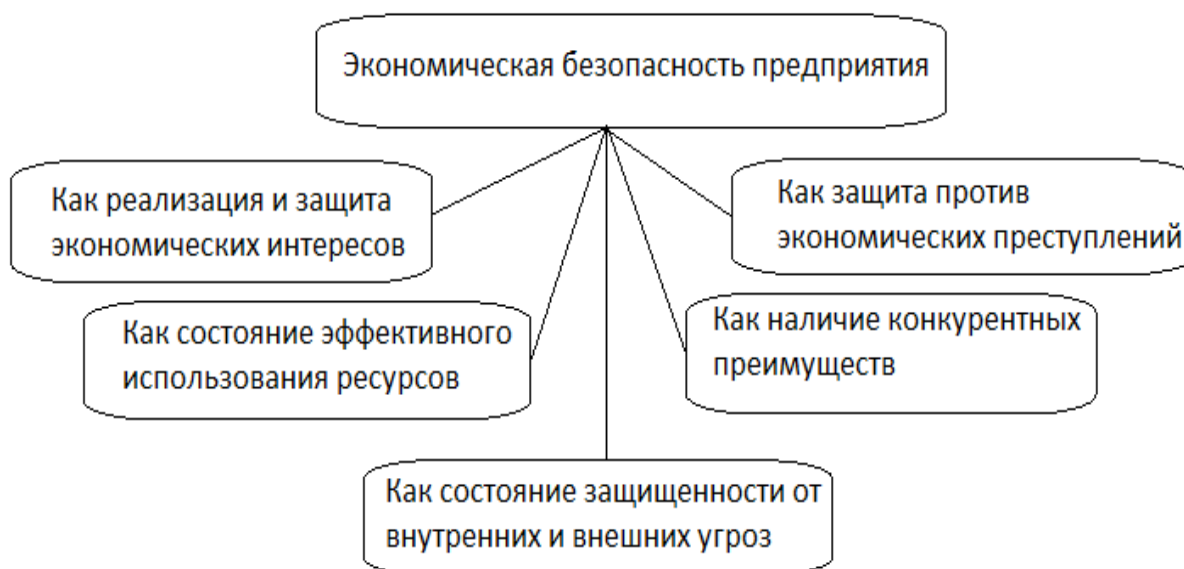 Экономическая безопасность предприятия
Как реализация и защита
экономических интересов
Как защита против
экономических преступлений
Как состояние эффективного
использования ресурсов
Как наличие конкурентных
преимуществ
Как состояние защищенности от
внутренних и внешних угроз